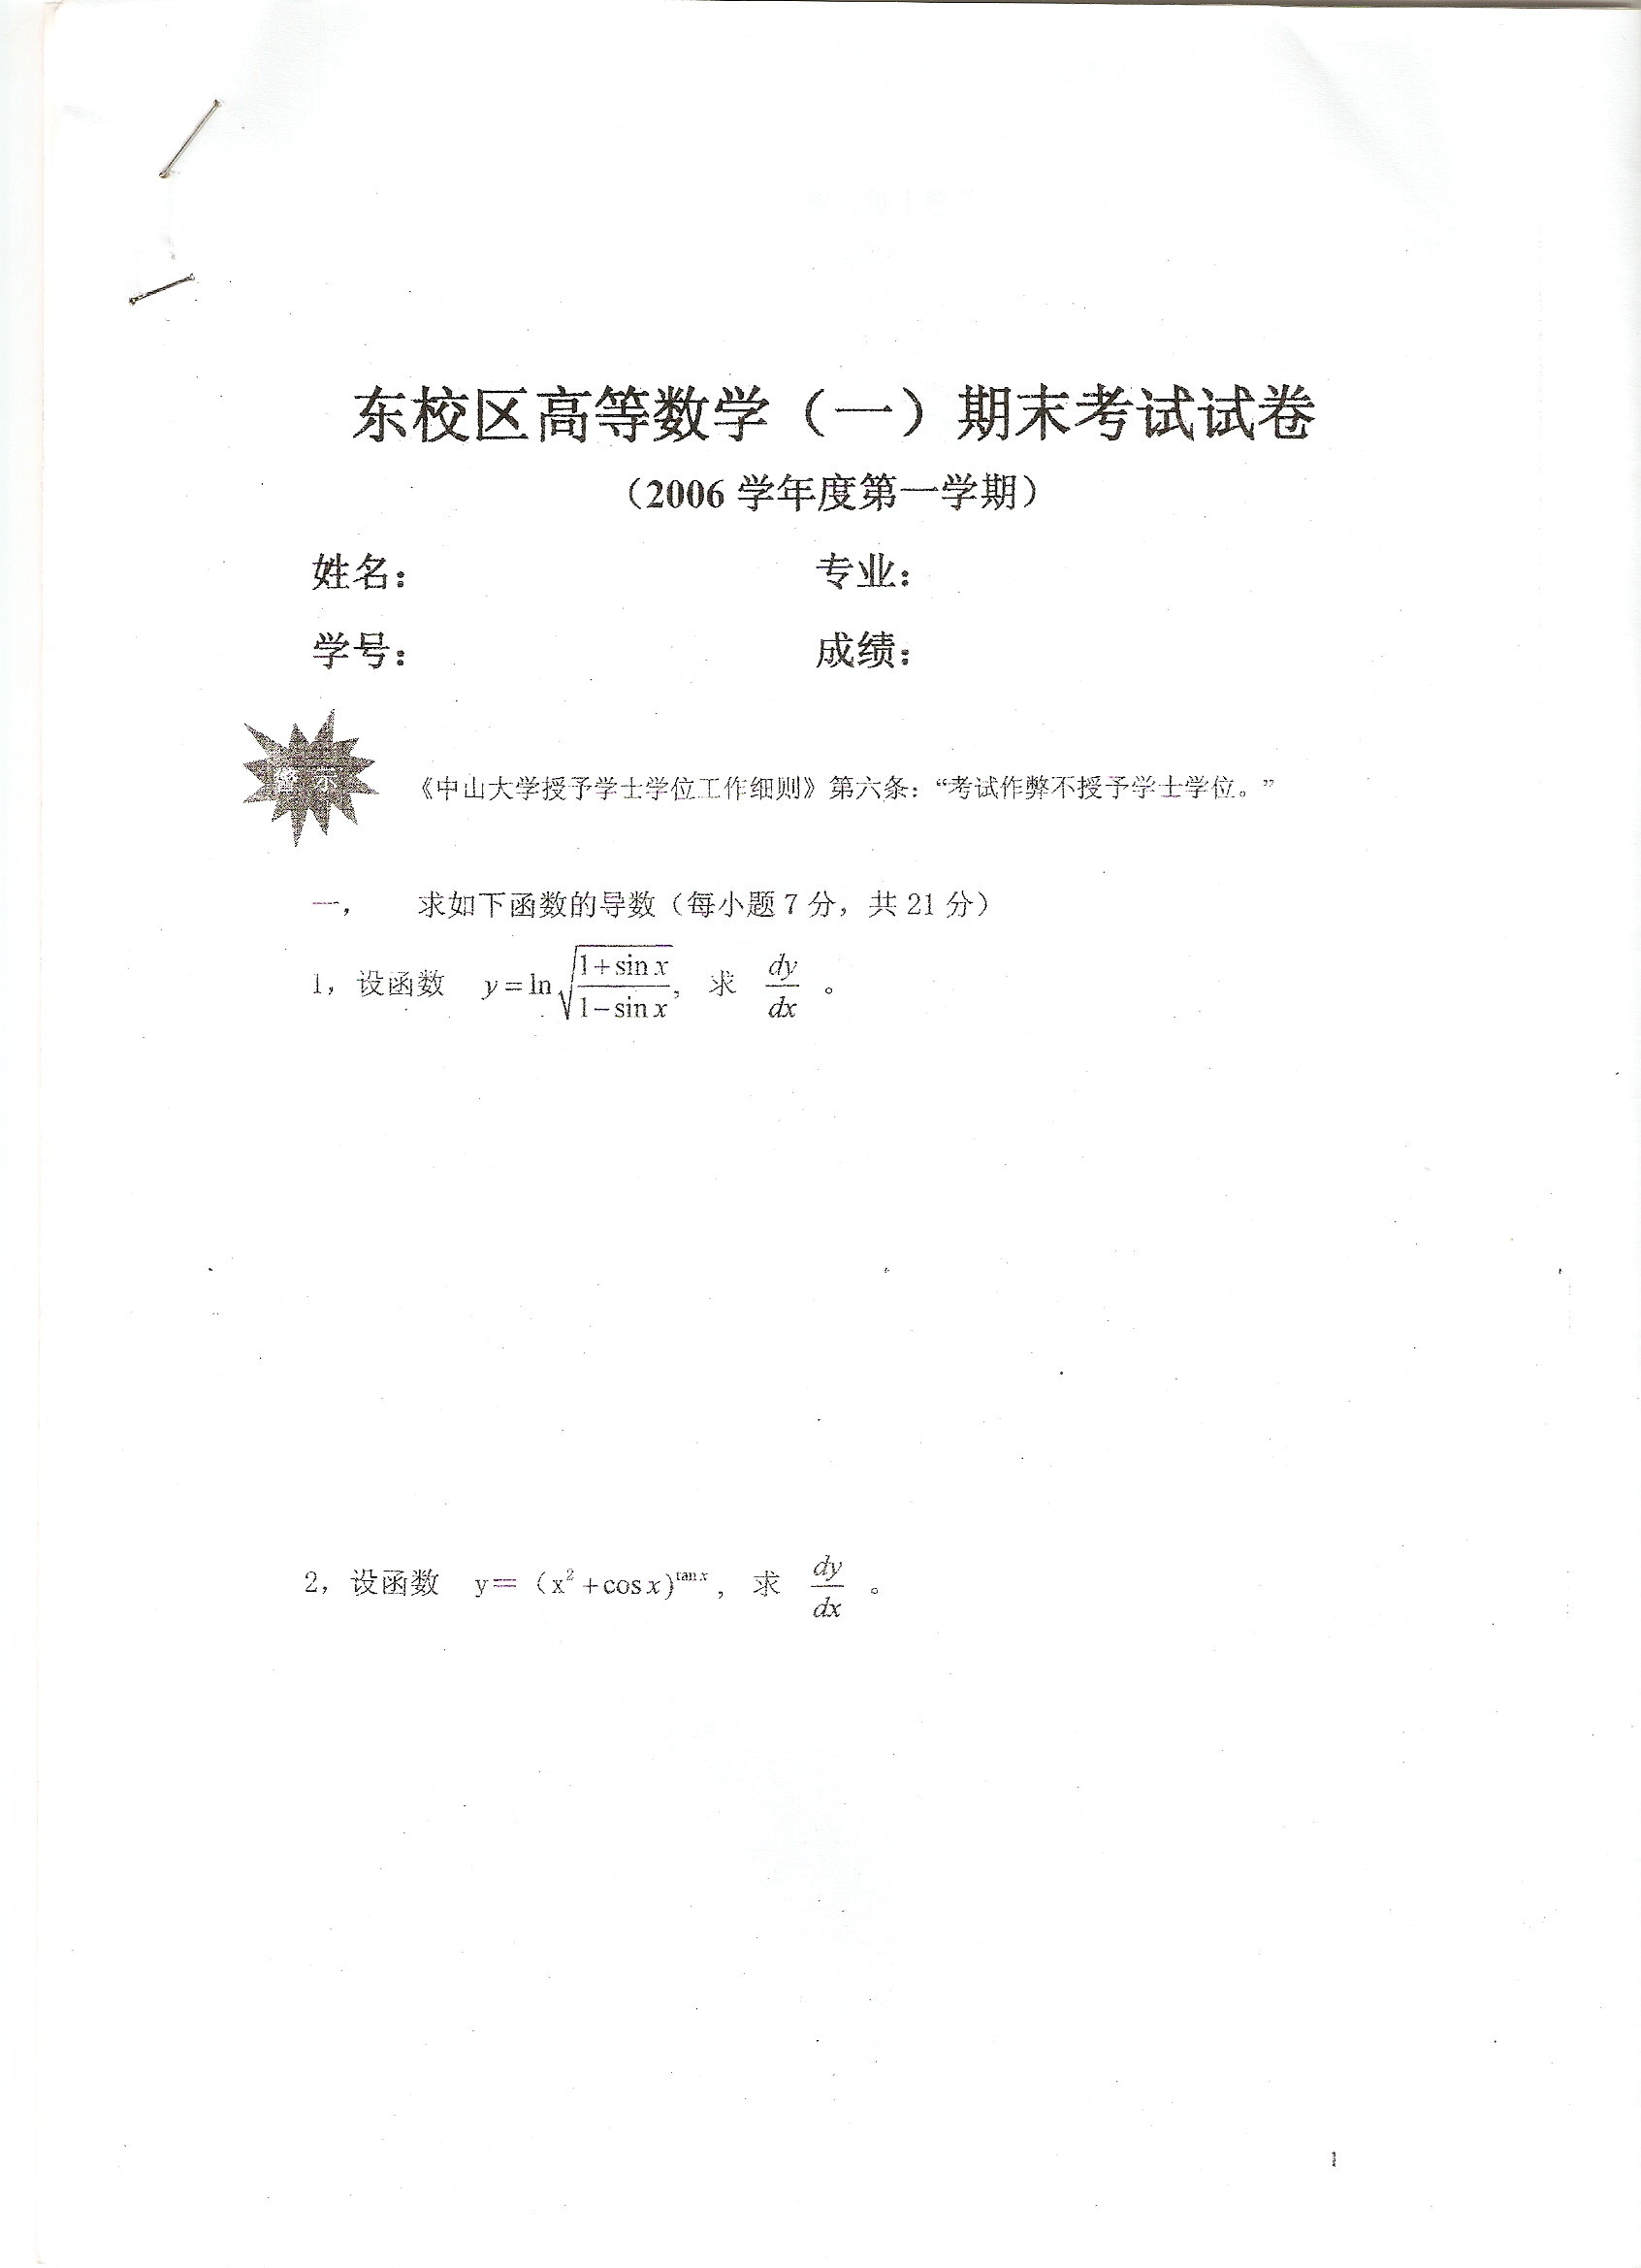 东校区高等数学（一）期末考试试卷
（2006 学年度第一学期）
姓名： 专业：
学号： 成绩：
警 示
《中山大学授予学士学位工作细则》第六条：“考试作弊不授予学士学位。”
一， 求如下函数的导数（每小题 7 分，共 21 分）
1，设函数 y=ln√((1+sin x)/(1−sin x)), 求 dy/dx 。
2，设函数 y=（x²+cos x)^(tan x)，求 dy/dx 。
1